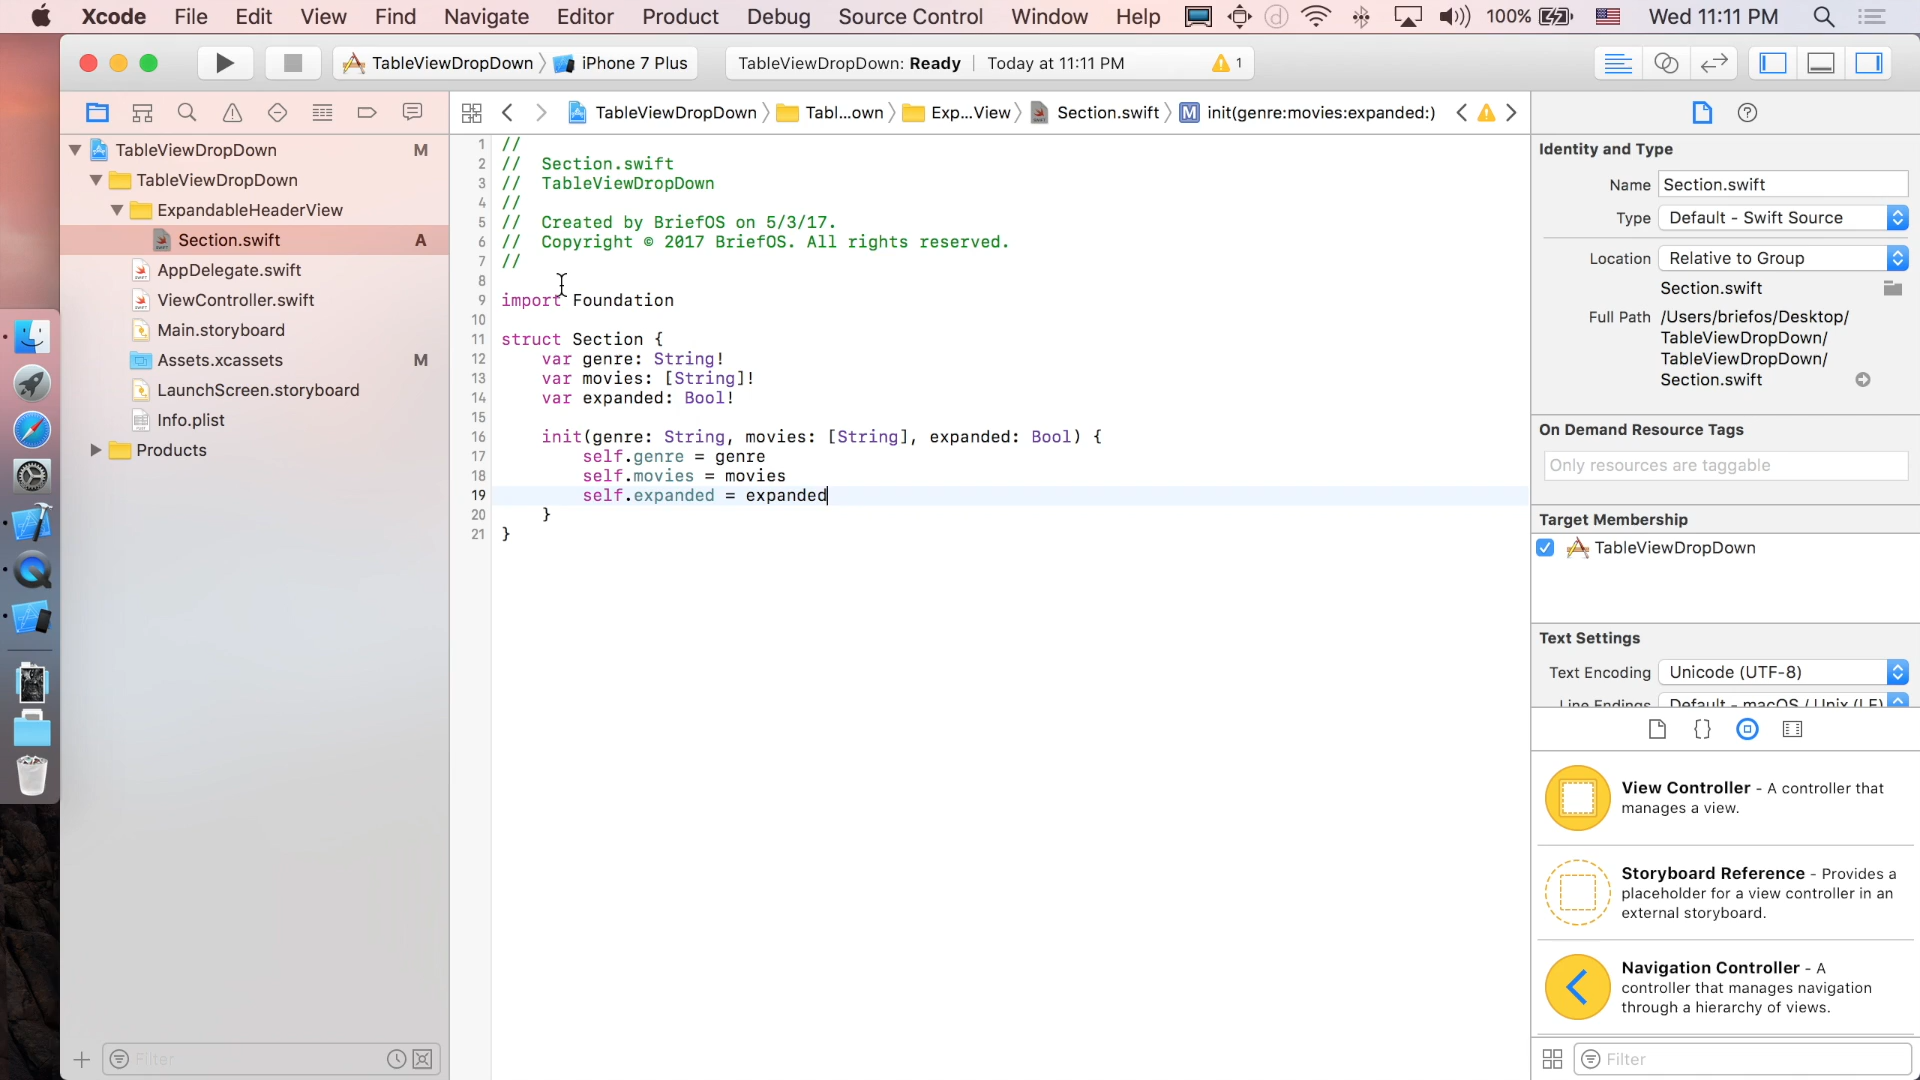 Xcode File Edit View Find Navigate Editor Product Debug Source Control Window Help 100% Wed 11:11 PM
TableViewDropDown iPhone 7 Plus TableViewDropDown: Ready Today at 11:11 PM 1
TableViewDropDown Tabl...own Exp...View Section.swift M init(genre:movies:expanded:)
TableViewDropDown M
TableViewDropDown
ExpandableHeaderView
Section.swift A
AppDelegate.swift
ViewController.swift
Main.storyboard
Assets.xcassets M
LaunchScreen.storyboard
Info.plist
Products
Filter
1 //
2 // Section.swift
3 // TableViewDropDown
4 //
5 // Created by BriefOS on 5/3/17.
6 // Copyright © 2017 BriefOS. All rights reserved.
7 //
8
9 import Foundation
10
11 struct Section {
12 var genre: String!
13 var movies: [String]!
14 var expanded: Bool!
15
16 init(genre: String, movies: [String], expanded: Bool) {
17 self.genre = genre
18 self.movies = movies
19 self.expanded = expanded
20 }
21 }
Identity and Type
Name Section.swift
Type Default - Swift Source
Location Relative to Group
Section.swift
Full Path /Users/briefos/Desktop/
TableViewDropDown/
TableViewDropDown/
Section.swift
On Demand Resource Tags
Only resources are taggable
Target Membership
TableViewDropDown
Text Settings
Text Encoding Unicode (UTF-8)
Line Endings Default - macOS / Unix (LF)
View Controller - A controller that
manages a view.
Storyboard Reference - Provides a
placeholder for a view controller in an
external storyboard.
Navigation Controller - A
controller that manages navigation
through a hierarchy of views.
Filter